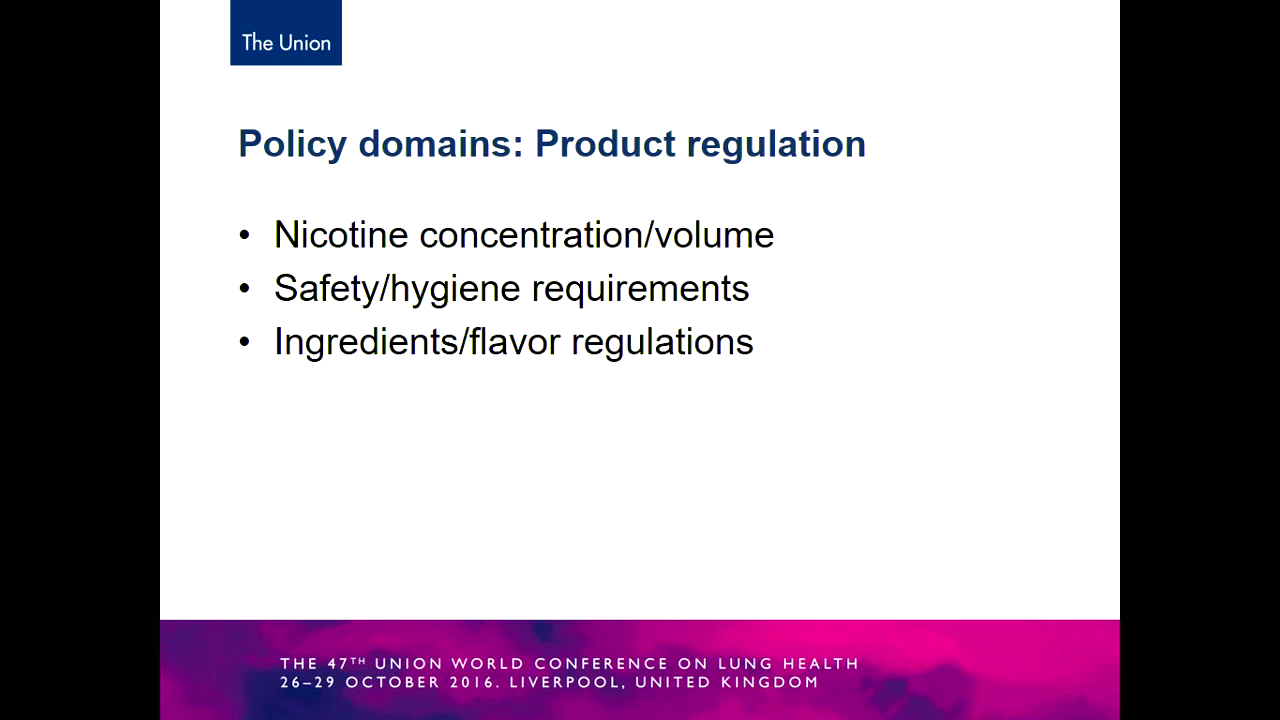 The Union
Policy domains: Product regulation
• Nicotine concentration/volume
• Safety/hygiene requirements
• Ingredients/flavor regulations
THE 47TH UNION WORLD CONFERENCE ON LUNG HEALTH
26–29 OCTOBER 2016. LIVERPOOL, UNITED KINGDOM